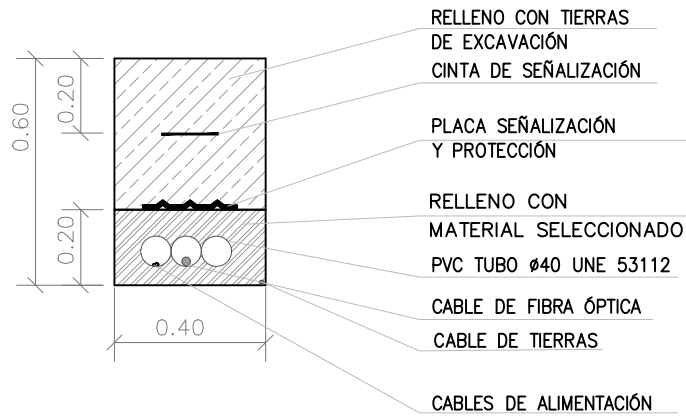 RELLENO CON TIERRAS
DE EXCAVACIÓN
CINTA DE SEÑALIZACIÓN
PLACA SEÑALIZACIÓN
Y PROTECCIÓN
RELLENO CON
MATERIAL SELECCIONADO
PVC TUBO ø40 UNE 53112
CABLE DE FIBRA ÓPTICA
CABLE DE TIERRAS
CABLES DE ALIMENTACIÓN
0.60
0.20
0.20
0.40